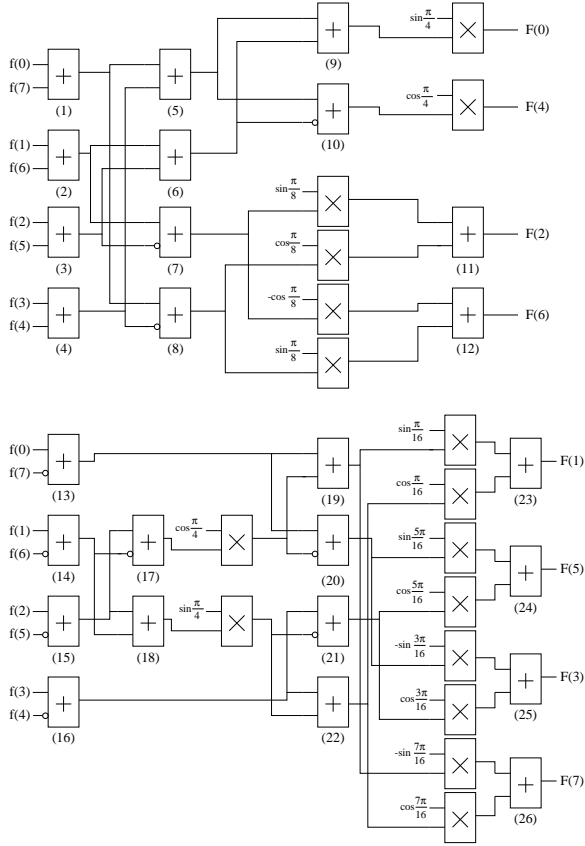 f(0)
f(7)
(1)
(5)
(9)
sin π/4
F(0)
f(1)
f(6)
(2)
(6)
(10)
cos π/4
F(4)
f(2)
f(5)
(3)
(7)
sin π/8
cos π/8
(11)
F(2)
f(3)
f(4)
(4)
(8)
-cos π/8
sin π/8
(12)
F(6)
f(0)
f(7)
(13)
(19)
sin π/16
cos π/16
(23)
F(1)
f(1)
f(6)
(14)
(17)
cos π/4
(20)
sin 5π/16
cos 5π/16
(24)
F(5)
f(2)
f(5)
(15)
(18)
sin π/4
(21)
-sin 3π/16
cos 3π/16
(25)
F(3)
f(3)
f(4)
(16)
(22)
-sin 7π/16
cos 7π/16
(26)
F(7)